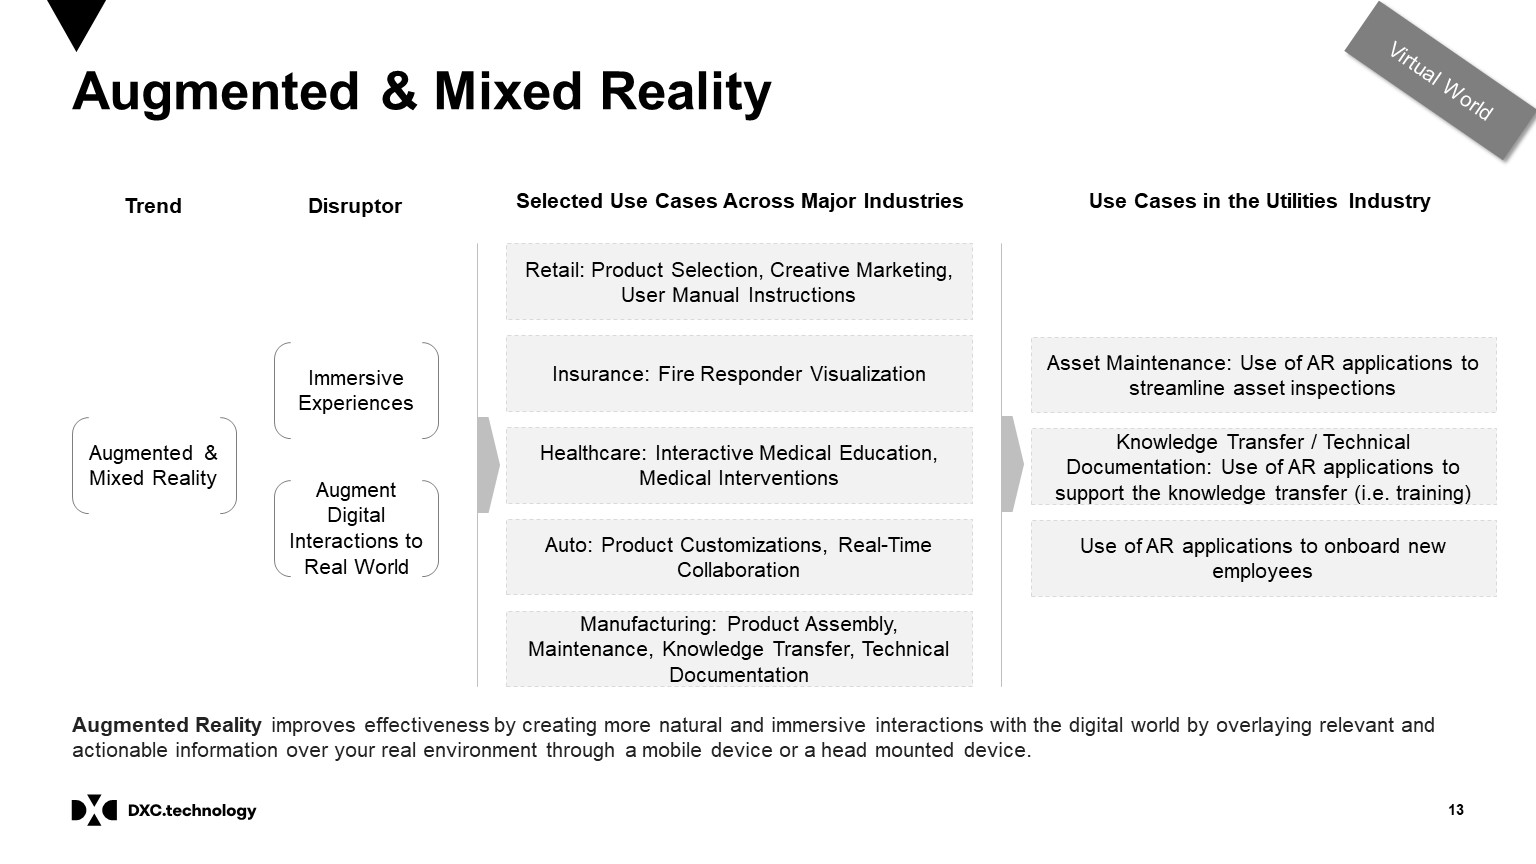 Virtual World
Augmented & Mixed Reality
Trend
Disruptor
Selected Use Cases Across Major Industries
Use Cases in the Utilities Industry
Augmented &
Mixed Reality
Immersive
Experiences
Augment
Digital
Interactions to
Real World
Retail: Product Selection, Creative Marketing,
User Manual Instructions
Insurance: Fire Responder Visualization
Healthcare: Interactive Medical Education,
Medical Interventions
Auto: Product Customizations, Real-Time
Collaboration
Manufacturing: Product Assembly,
Maintenance, Knowledge Transfer, Technical
Documentation
Asset Maintenance: Use of AR applications to
streamline asset inspections
Knowledge Transfer / Technical
Documentation: Use of AR applications to
support the knowledge transfer (i.e. training)
Use of AR applications to onboard new
employees
Augmented Reality improves effectiveness by creating more natural and immersive interactions with the digital world by overlaying relevant and
actionable information over your real environment through a mobile device or a head mounted device.
DXC.technology
13